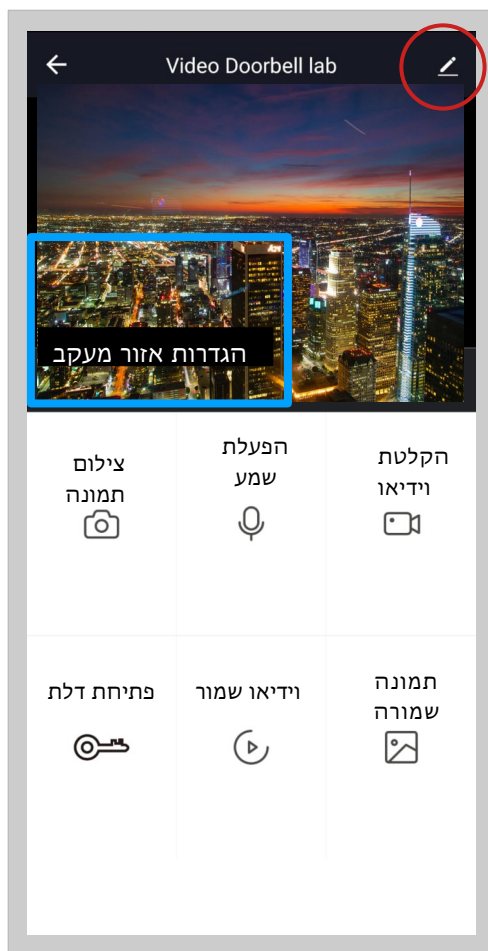 Video Doorbell lab
הגדרות אזור מעקב
הקלטת
וידיאו
הפעלת
שמע
צילום
תמונה
תמונה
שמורה
וידיאו שמור
פתיחת דלת